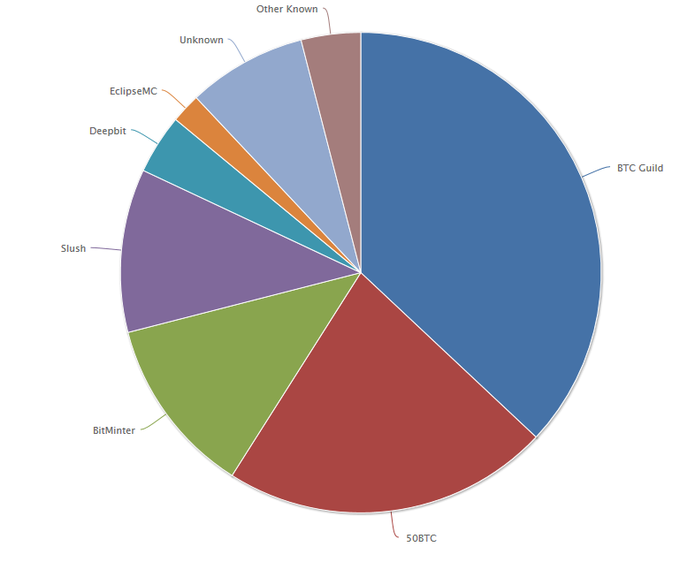 Other Known
Unknown
EclipseMC
Deepbit
BTC Guild
Slush
BitMinter
50BTC